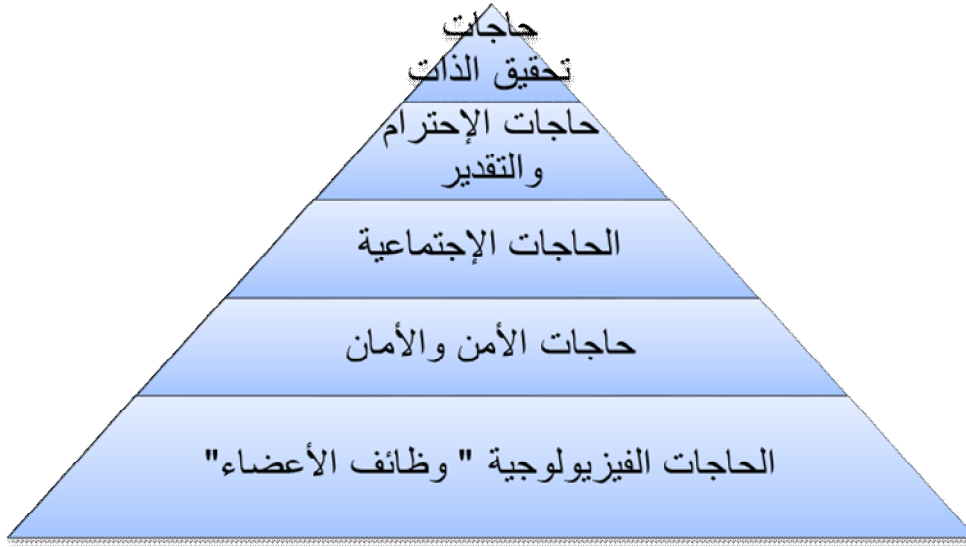 حاجات
تحقيق الذات
حاجات الإحترام
والتقدير
الحاجات الإجتماعية
حاجات الأمن والأمان
الحاجات الفيزيولوجية " وظائف الأعضاء"